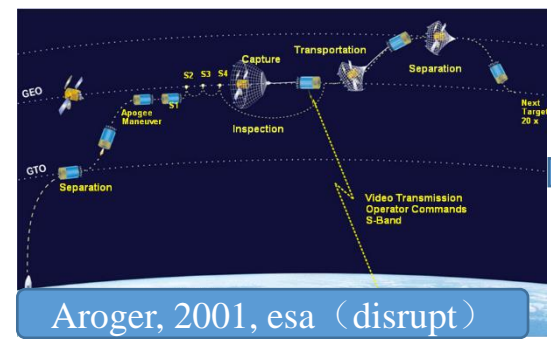 Transportation
Separation
Capture
S2 S3 S4
GEO
S1
Apogee
Maneuver
Next
Target
20 x
Inspection
GTO
Separation
Video Transmission
Operator Commands
S-Band
Aroger, 2001, esa（disrupt）